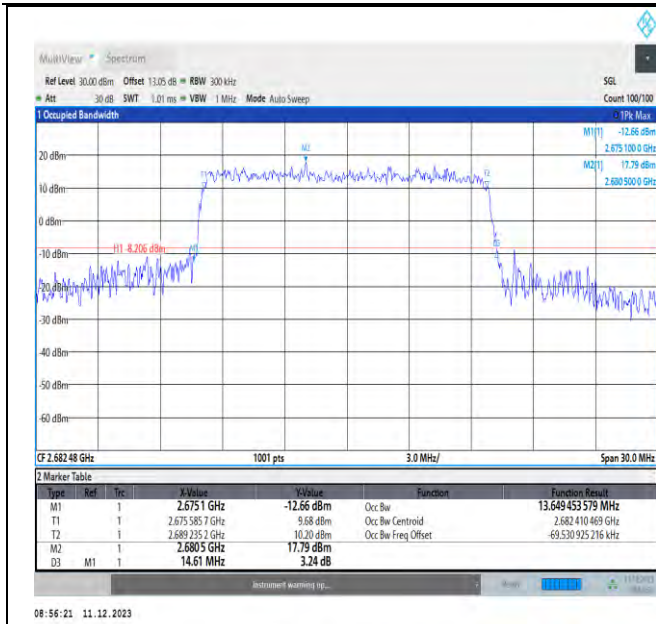 MultiView Spectrum
Ref Level 30.00 dBm Offset 13.05 dB RBW 300 kHz SGL
Att 30 dB SWT 1.01 ms VBW 1 MHz Mode Auto Sweep Count 100/100
1 Occupied Bandwidth 1Pk Max
M1[1] -12.66 dBm
2.675 100 0 GHz
M2[1] 17.79 dBm
2.680 500 0 GHz
20 dBm
M2
T1
T2
10 dBm
0 dBm
H1 -8.206 dBm
M1
D3
-10 dBm
-20 dBm
-30 dBm
-40 dBm
-50 dBm
-60 dBm
CF 2.682 48 GHz 1001 pts 3.0 MHz/ Span 30.0 MHz
2 Marker Table
Type Ref Trc X-Value Y-Value Function Function Result
M1 1 2.675 1 GHz -12.66 dBm Occ Bw 13.649 453 579 MHz
T1 1 2.675 585 7 GHz 9.68 dBm Occ Bw Centroid 2.682 410 469 GHz
T2 1 2.689 235 2 GHz 10.20 dBm Occ Bw Freq Offset -69.530 925 216 kHz
M2 1 2.680 5 GHz 17.79 dBm
D3 M1 1 14.61 MHz 3.24 dB
Instrument warming up...
08:56:21 11.12.2023